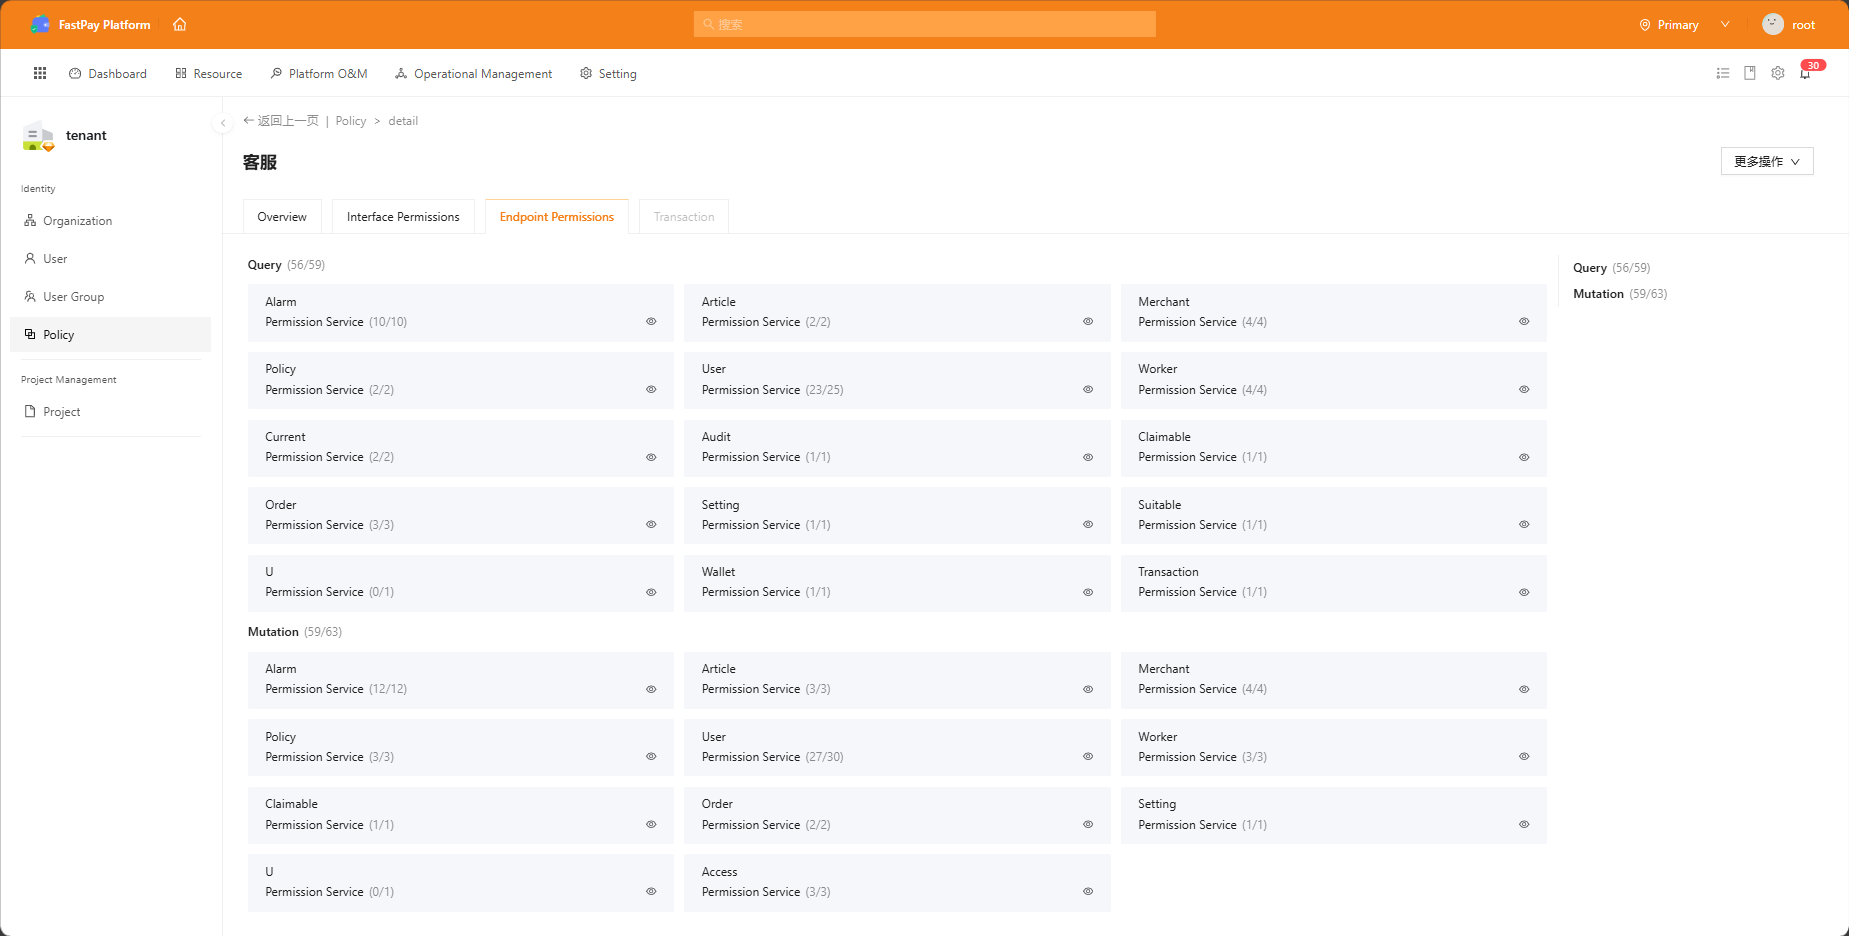 FastPay Platform
搜索
Primary
root
Dashboard
Resource
Platform O&M
Operational Management
Setting
30
tenant
Identity
Organization
User
User Group
Policy
Project Management
Project
返回上一页 | Policy > detail
客服
更多操作
Overview
Interface Permissions
Endpoint Permissions
Transaction
Query (56/59)
Alarm
Permission Service (10/10)
Article
Permission Service (2/2)
Merchant
Permission Service (4/4)
Policy
Permission Service (2/2)
User
Permission Service (23/25)
Worker
Permission Service (4/4)
Current
Permission Service (2/2)
Audit
Permission Service (1/1)
Claimable
Permission Service (1/1)
Order
Permission Service (3/3)
Setting
Permission Service (1/1)
Suitable
Permission Service (1/1)
U
Permission Service (0/1)
Wallet
Permission Service (1/1)
Transaction
Permission Service (1/1)
Mutation (59/63)
Alarm
Permission Service (12/12)
Article
Permission Service (3/3)
Merchant
Permission Service (4/4)
Policy
Permission Service (3/3)
User
Permission Service (27/30)
Worker
Permission Service (3/3)
Claimable
Permission Service (1/1)
Order
Permission Service (2/2)
Setting
Permission Service (1/1)
U
Permission Service (0/1)
Access
Permission Service (3/3)
Query (56/59)
Mutation (59/63)